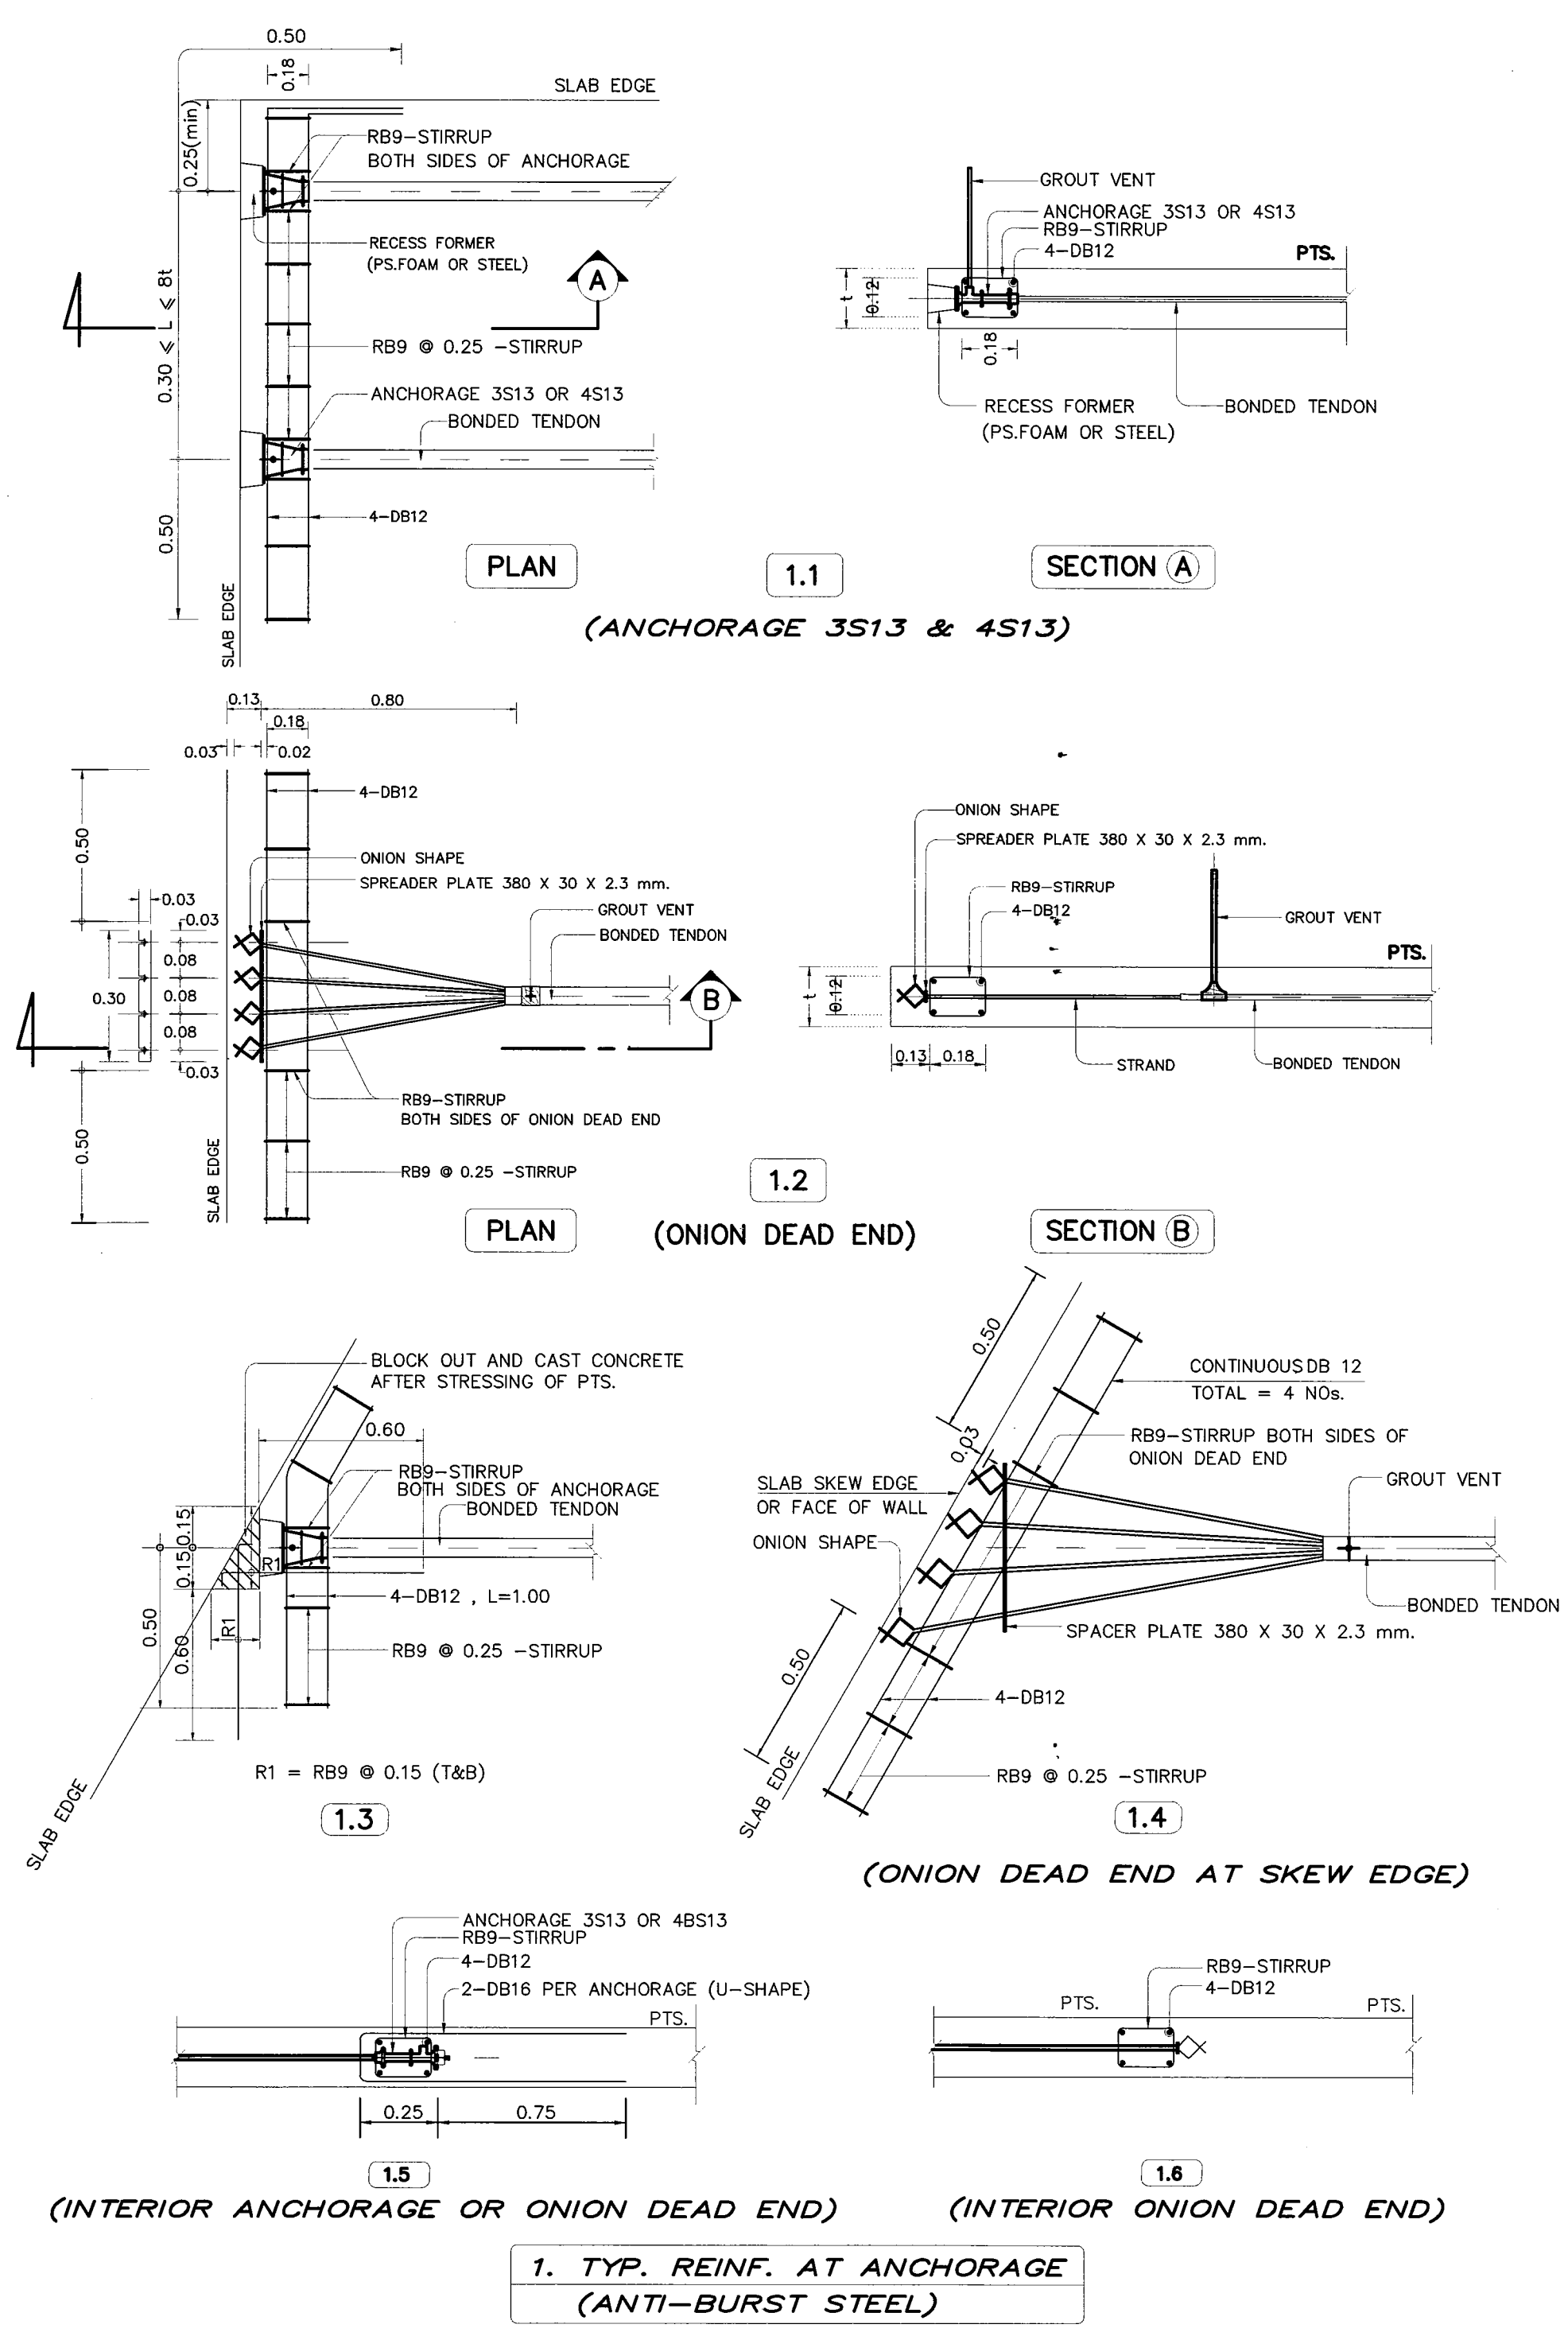 0.50
0.18
SLAB EDGE
0.25(min)
RB9-STIRRUP
BOTH SIDES OF ANCHORAGE
RECESS FORMER
(PS.FOAM OR STEEL)
A
0.30 ⩽ L ⩽ 8t
RB9 @ 0.25 -STIRRUP
ANCHORAGE 3S13 OR 4S13
BONDED TENDON
0.50
4-DB12
SLAB EDGE
PLAN
GROUT VENT
ANCHORAGE 3S13 OR 4S13
RB9-STIRRUP
4-DB12
PTS.
t
0.12
0.18
RECESS FORMER
(PS.FOAM OR STEEL)
BONDED TENDON
1.1
SECTION A
(ANCHORAGE 3S13 & 4S13)
0.13
0.80
0.18
0.03
0.02
4-DB12
0.50
ONION SHAPE
SPREADER PLATE 380 X 30 X 2.3 mm.
0.03
0.03
GROUT VENT
BONDED TENDON
0.08
0.30
0.08
0.08
0.03
B
RB9-STIRRUP
BOTH SIDES OF ONION DEAD END
0.50
RB9 @ 0.25 -STIRRUP
SLAB EDGE
PLAN
ONION SHAPE
SPREADER PLATE 380 X 30 X 2.3 mm.
RB9-STIRRUP
4-DB12
GROUT VENT
PTS.
t
0.12
0.13
0.18
STRAND
BONDED TENDON
1.2
(ONION DEAD END)
SECTION B
BLOCK OUT AND CAST CONCRETE
AFTER STRESSING OF PTS.
0.60
RB9-STIRRUP
BOTH SIDES OF ANCHORAGE
BONDED TENDON
0.15
0.15
R1
4-DB12 , L=1.00
0.50
R1
0.60
RB9 @ 0.25 -STIRRUP
R1 = RB9 @ 0.15 (T&B)
SLAB EDGE
1.3
0.50
CONTINUOUS DB 12
TOTAL = 4 NOs.
0.03
RB9-STIRRUP BOTH SIDES OF
ONION DEAD END
SLAB SKEW EDGE
OR FACE OF WALL
GROUT VENT
ONION SHAPE
BONDED TENDON
SPACER PLATE 380 X 30 X 2.3 mm.
0.50
4-DB12
RB9 @ 0.25 -STIRRUP
SLAB EDGE
1.4
(ONION DEAD END AT SKEW EDGE)
ANCHORAGE 3S13 OR 4BS13
RB9-STIRRUP
4-DB12
2-DB16 PER ANCHORAGE (U-SHAPE)
PTS.
0.25
0.75
1.5
(INTERIOR ANCHORAGE OR ONION DEAD END)
RB9-STIRRUP
4-DB12
PTS.
PTS.
1.6
(INTERIOR ONION DEAD END)
1. TYP. REINF. AT ANCHORAGE
(ANTI-BURST STEEL)